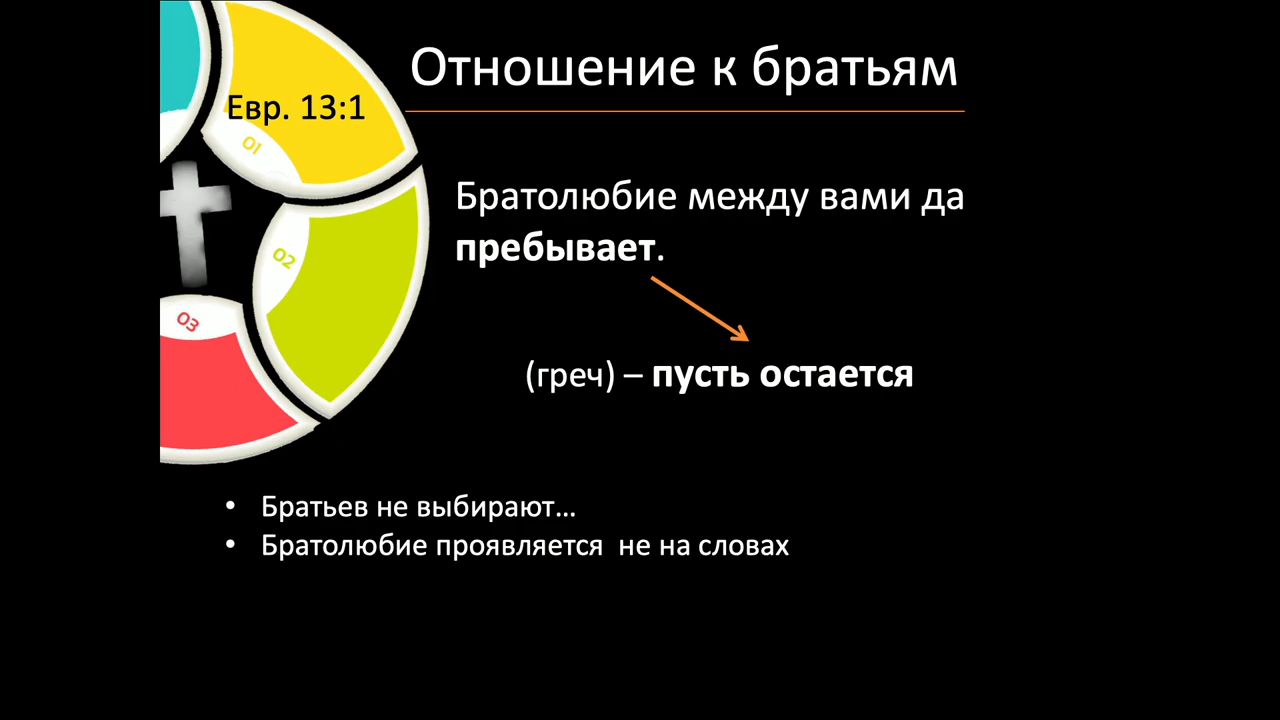 Отношение к братьям
Евр. 13:1
01
Братолюбие между вами да
пребывает.
02
03
(греч) – пусть остается
• Братьев не выбирают…
• Братолюбие проявляется  не на словах